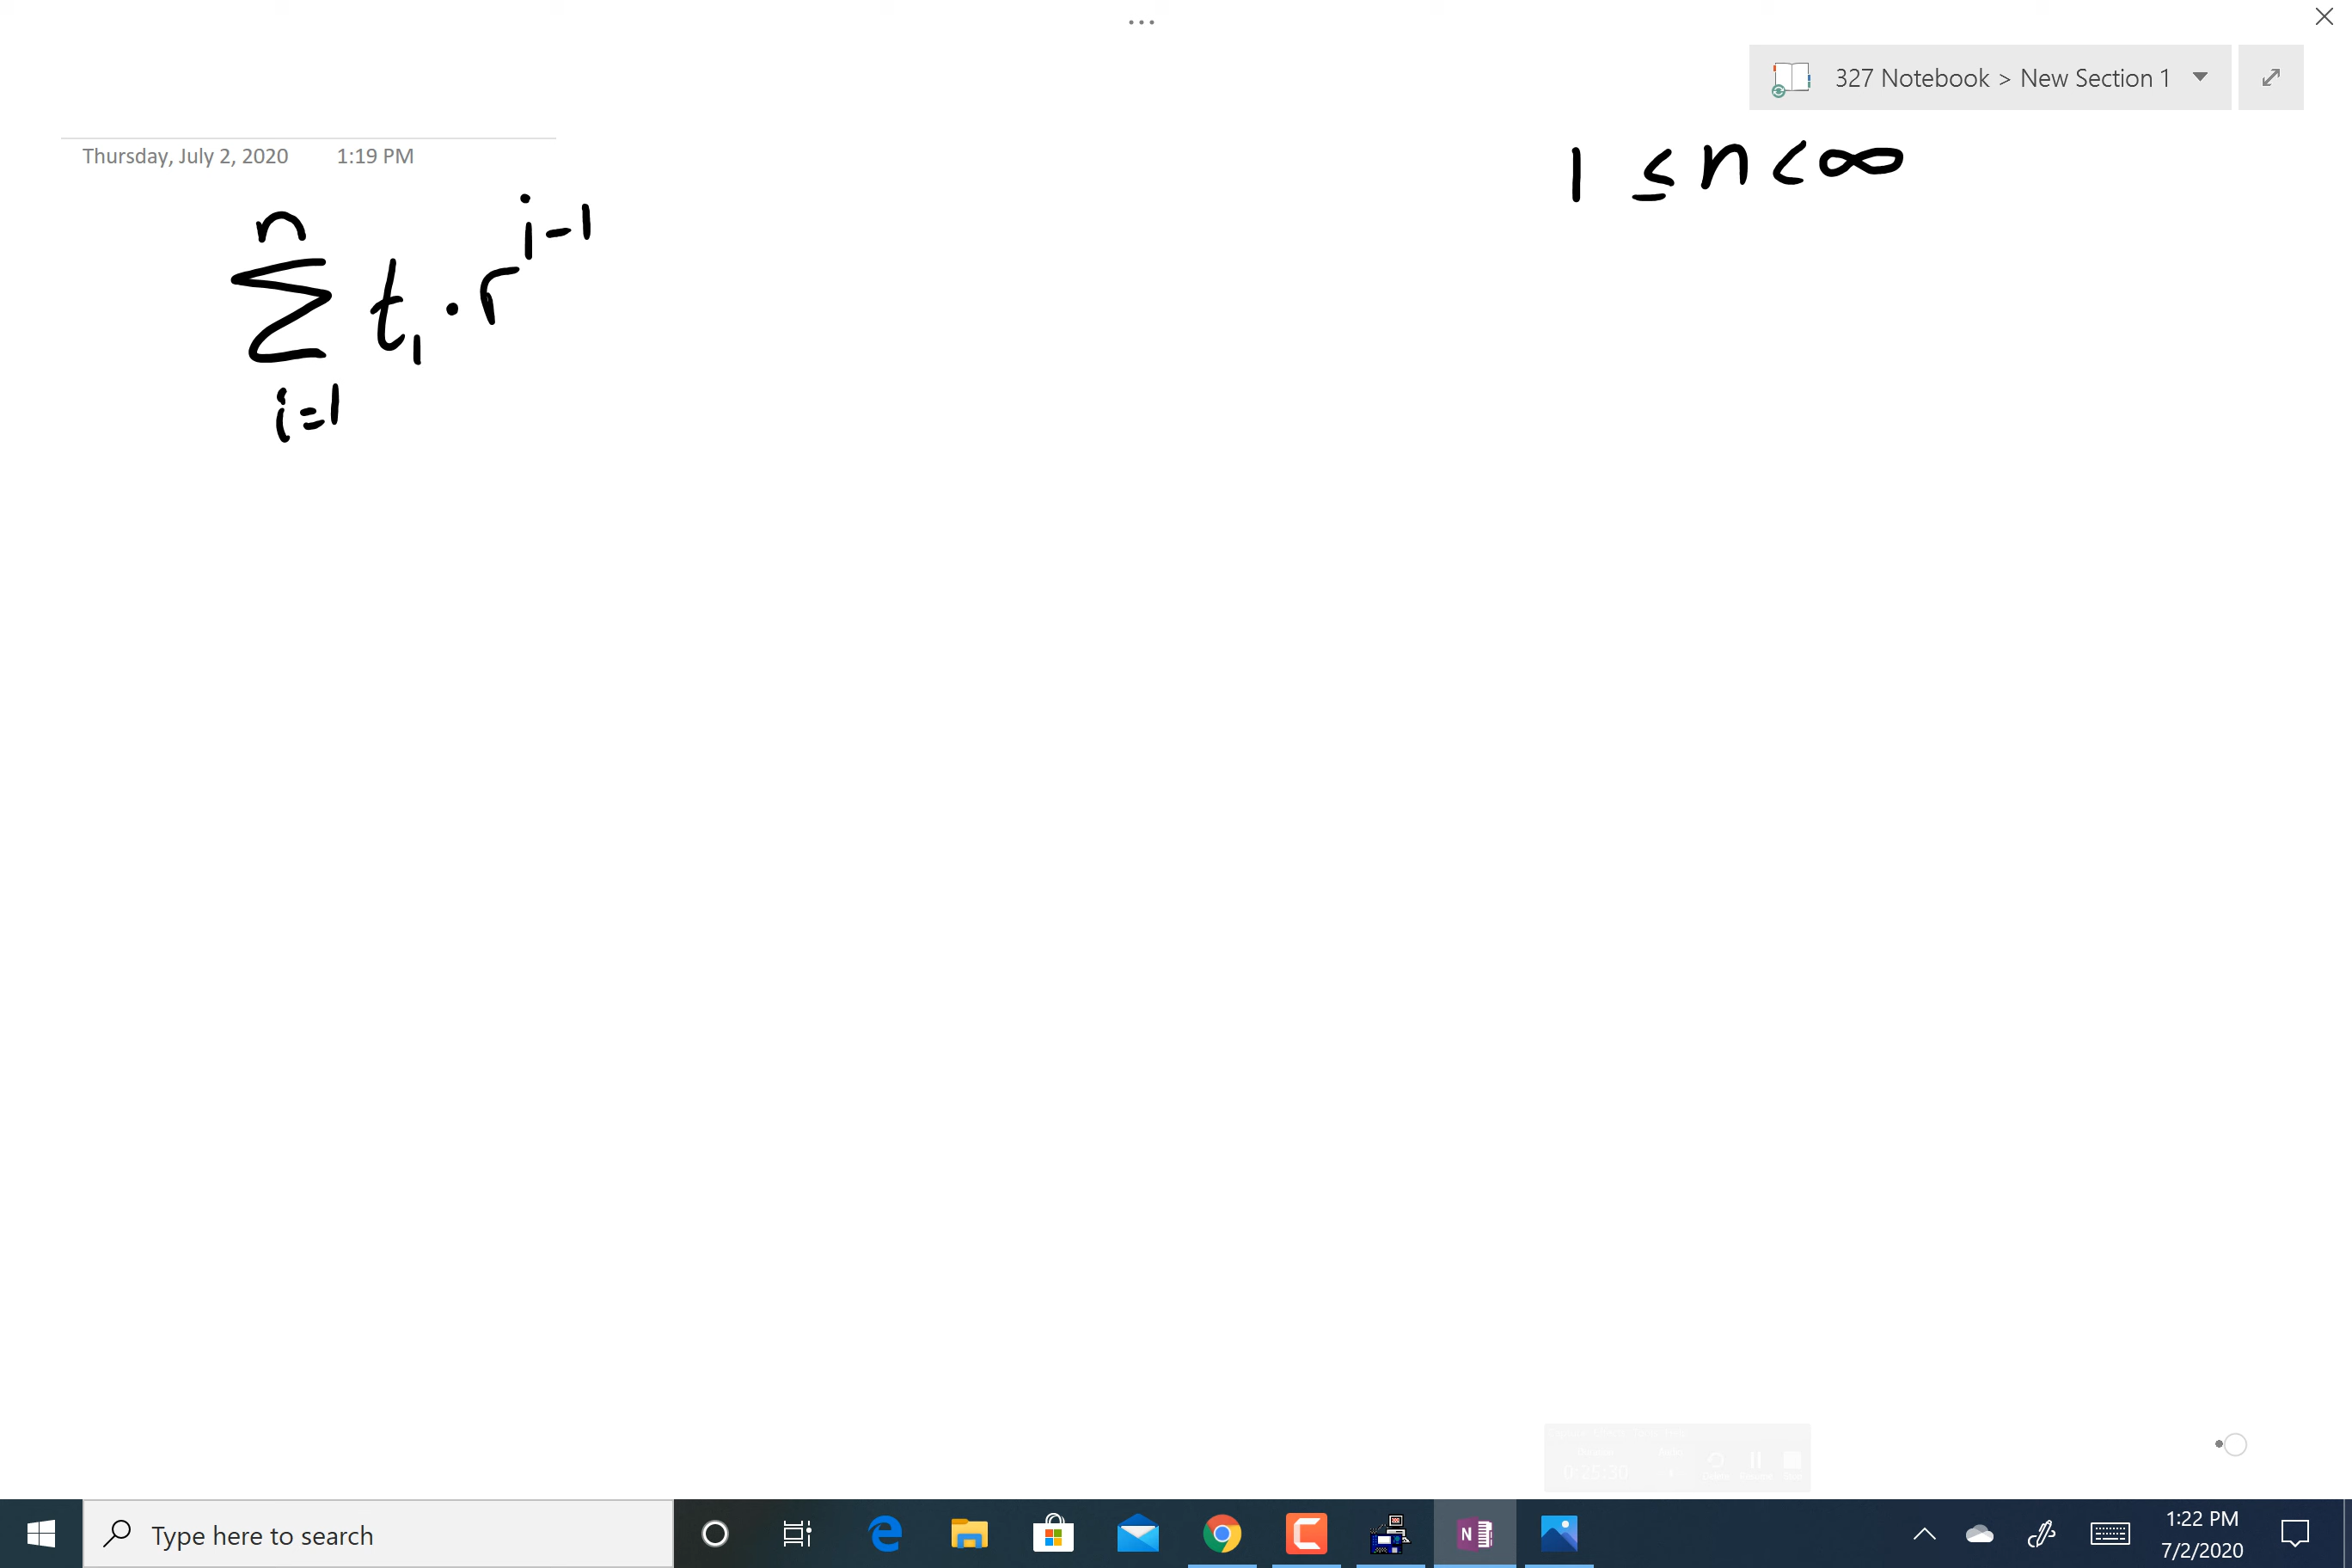 327 Notebook > New Section 1
Thursday, July 2, 2020 1:19 PM
1 ≤ n < ∞
n
∑ t₁ · r^(i-1)
i=1
Type here to search
1:22 PM
7/2/2020